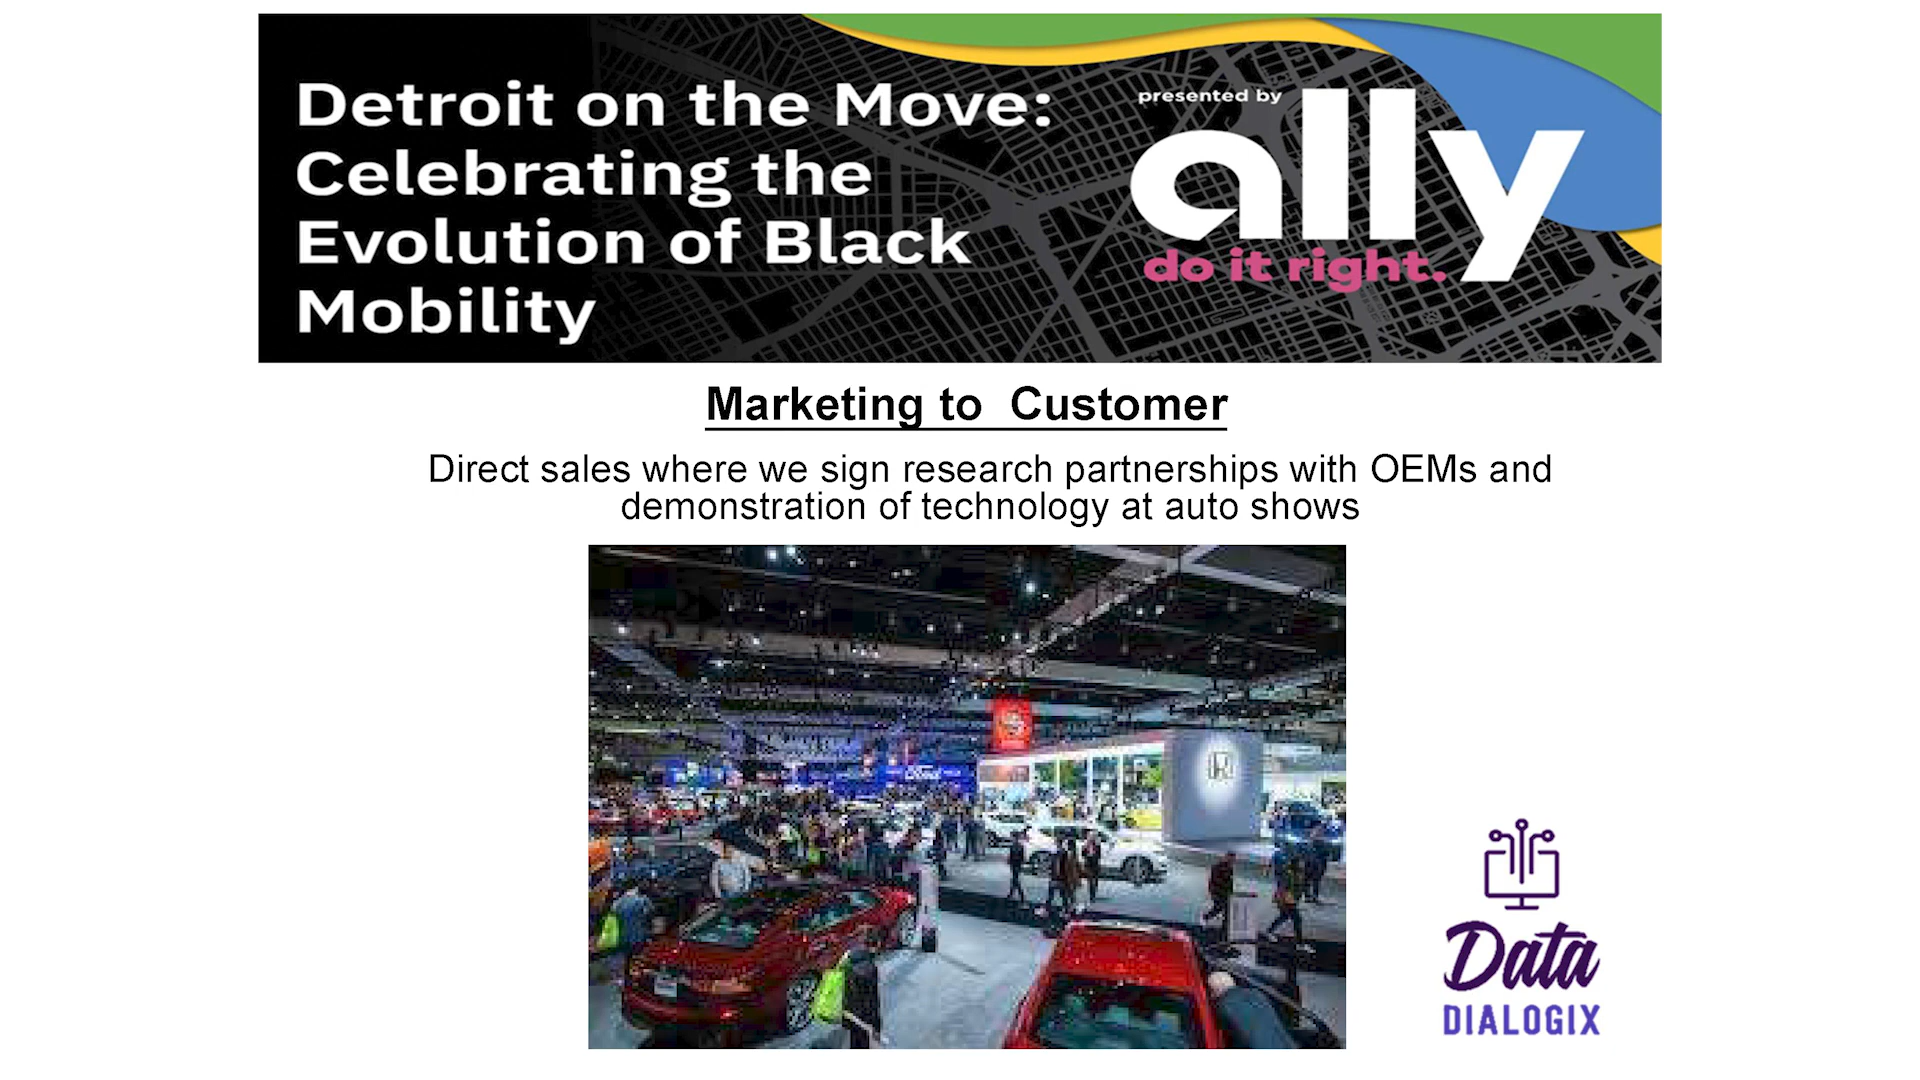 Detroit on the Move:
Celebrating the
Evolution of Black
Mobility
presented by
ally
do it right.
Marketing to  Customer
Direct sales where we sign research partnerships with OEMs and
demonstration of technology at auto shows
Ford
Data
DIALOGIX